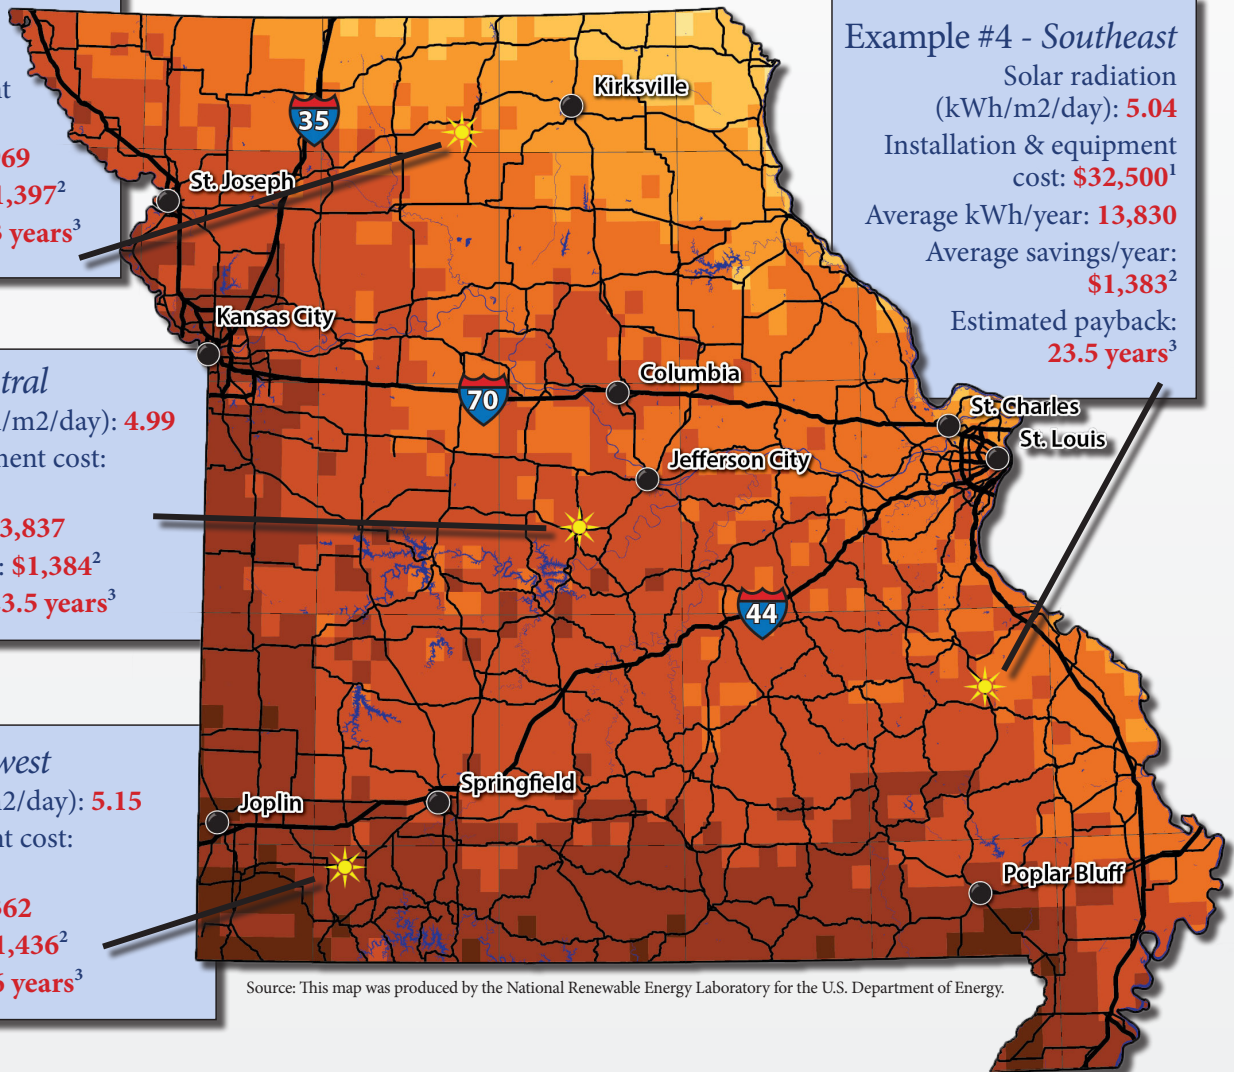 69
1,397²
years³
tral
/m2/day): 4.99
ent cost:
3,837
: $1,384²
3.5 years³
west
2/day): 5.15
t cost:
62
1,436²
years³
Example #4 - Southeast
Solar radiation
(kWh/m2/day): 5.04
Installation & equipment
cost: $32,500¹
Average kWh/year: 13,830
Average savings/year:
$1,383²
Estimated payback:
23.5 years³
Kirksville
35
St. Joseph
Kansas City
Columbia
70
St. Charles
St. Louis
Jefferson City
44
Springfield
Joplin
Poplar Bluff
Source: This map was produced by the National Renewable Energy Laboratory for the U.S. Department of Energy.